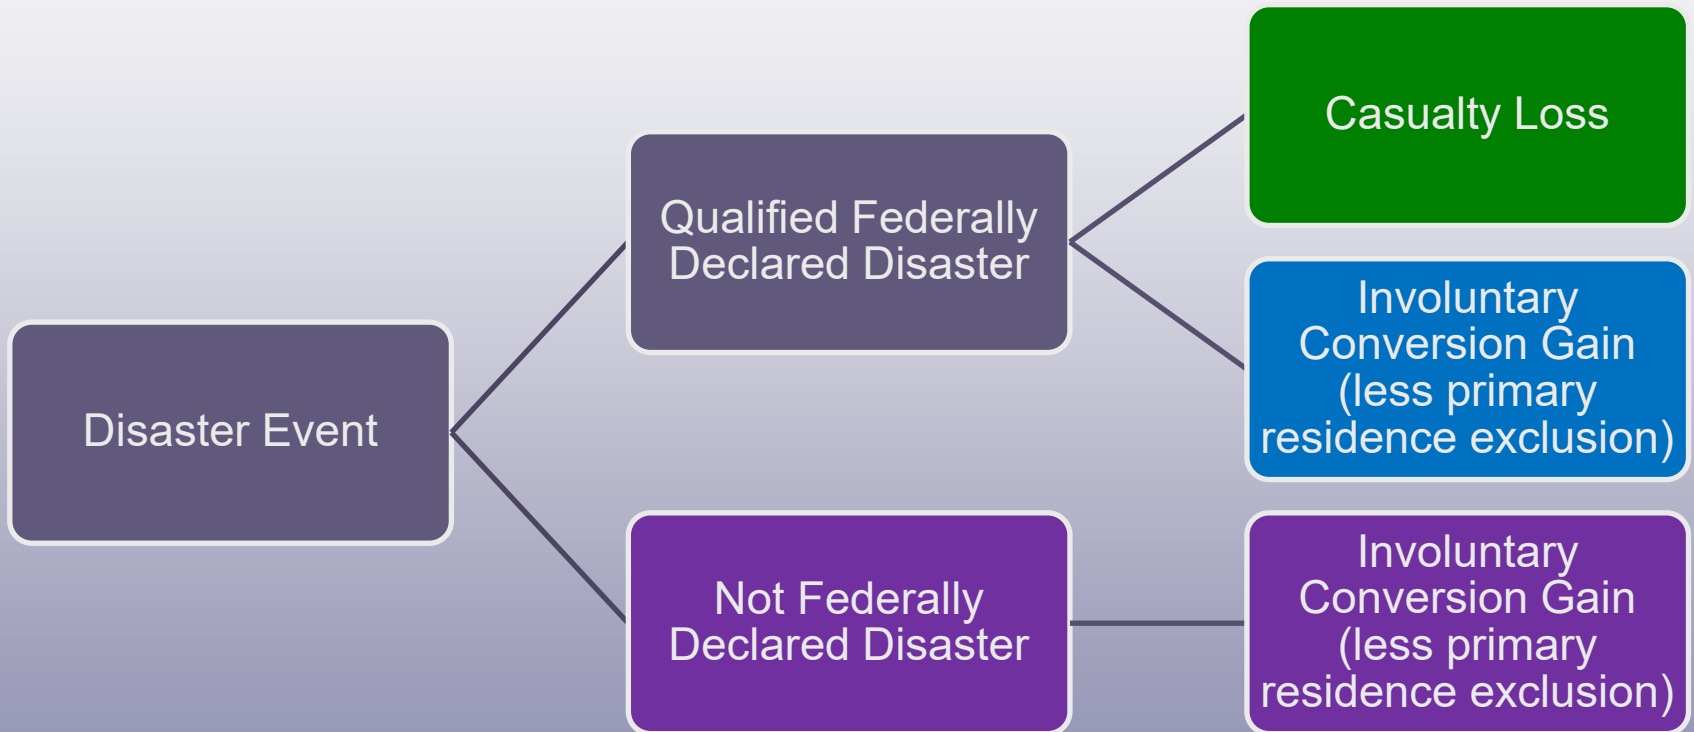 Disaster Event
Qualified Federally
Declared Disaster
Casualty Loss
Involuntary
Conversion Gain
(less primary
residence exclusion)
Not Federally
Declared Disaster
Involuntary
Conversion Gain
(less primary
residence exclusion)